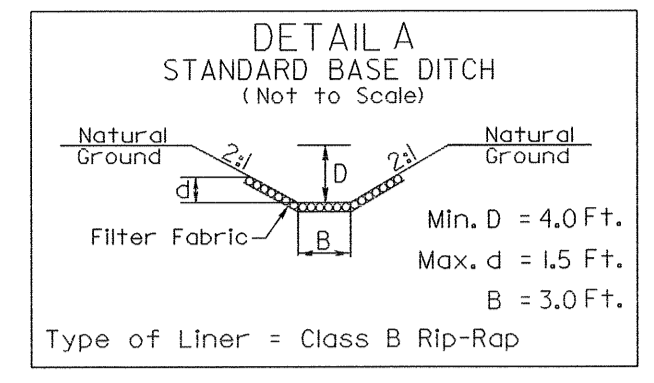 DETAIL A
STANDARD BASE DITCH
(Not to Scale)
Natural
Ground
2:1
D
2:1
Natural
Ground
d
Filter Fabric
B
Min. D = 4.0 Ft.
Max. d = 1.5 Ft.
B = 3.0 Ft.
Type of Liner = Class B Rip-Rap